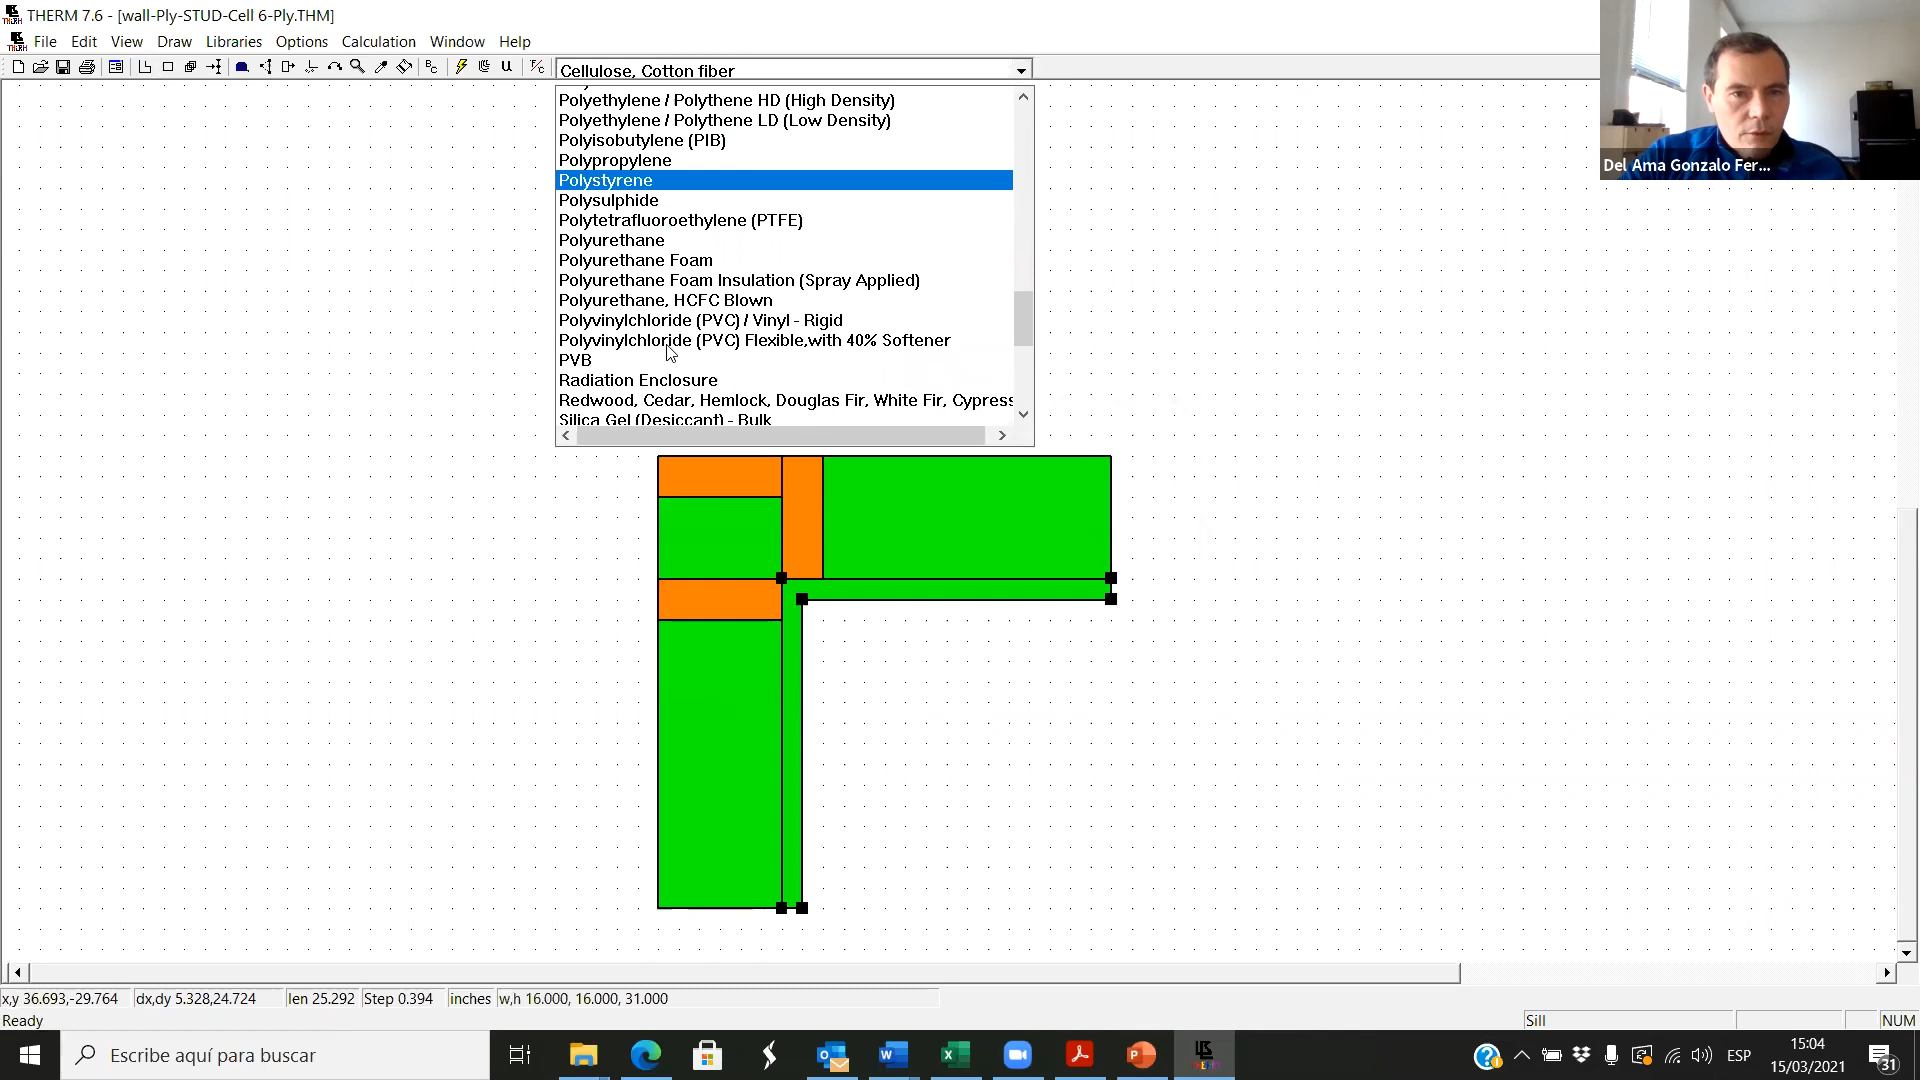 THERM 7.6 - [wall-Ply-STUD-Cell 6-Ply.THM]
File Edit View Draw Libraries Options Calculation Window Help
Cellulose, Cotton fiber
Polyethylene / Polythene HD (High Density)
Polyethylene / Polythene LD (Low Density)
Polyisobutylene (PIB)
Polypropylene
Polystyrene
Polysulphide
Polytetrafluoroethylene (PTFE)
Polyurethane
Polyurethane Foam
Polyurethane Foam Insulation (Spray Applied)
Polyurethane, HCFC Blown
Polyvinylchloride (PVC) / Vinyl - Rigid
Polyvinylchloride (PVC) Flexible,with 40% Softener
PVB
Radiation Enclosure
Redwood, Cedar, Hemlock, Douglas Fir, White Fir, Cypress
Silica Gel (Desiccant) - Bulk
Del Ama Gonzalo Fer...
x,y 36.693,-29.764 dx,dy 5.328,24.724 len 25.292 Step 0.394 inches w,h 16.000, 16.000, 31.000
Ready Sill NUM
Escribe aquí para buscar
ESP
15:04
15/03/2021
31